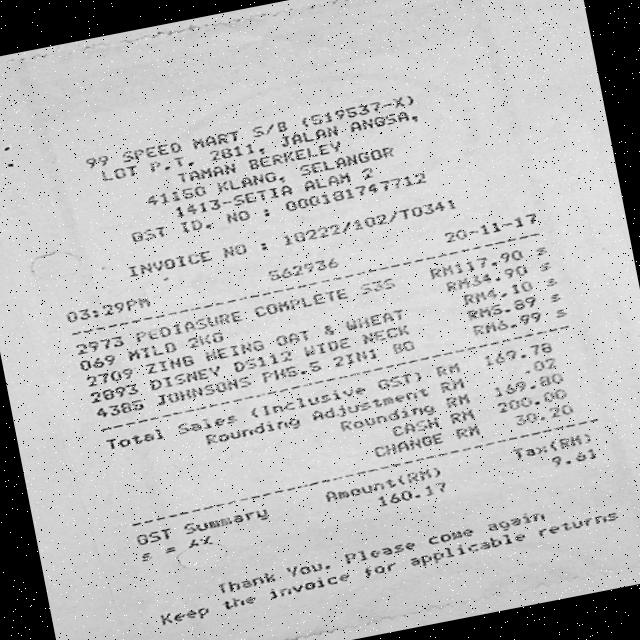 99 SPEED MART S/B (519537-X)
LOT P.T. 2811, JALAN ANGSA,
TAMAN BERKELEY
41150 KLANG, SELANGOR
1413-SETIA ALAM 2
GST ID. NO : 000181747712
INVOICE NO : 18222/102/T0341
03:29PM 562936 20-11-17
2973 PEDIASURE COMPLETE S3S RM117.90 s
069 MILO 2KG RM34.90 s
2709 ZING WEING OAT & WHEAT RM4.10 s
2893 DISNEY DS112 WIDE NECK RM5.89 s
4385 JOHNSONS PH5.5 2IN1 BO RM6.99 s
Total Sales (Inclusive GST) RM 169.78
Rounding Adjustment RM .02
Rounding RM 169.80
CASH RM 200.00
CHANGE RM 30.20
GST Summary Amount(RM) Tax(RM)
s = 6% 160.17 9.61
Thank You. Please come again
Keep the invoice for applicable returns